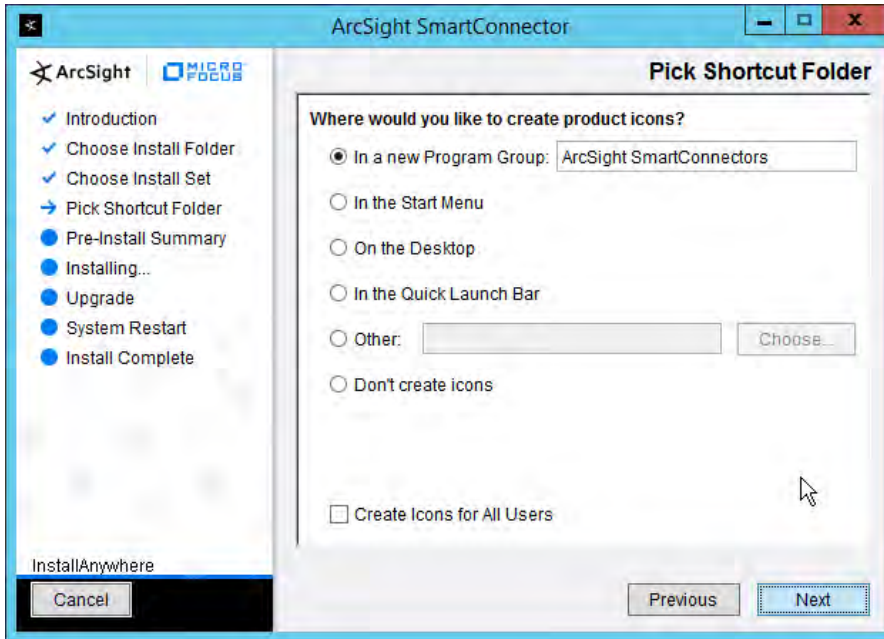 ArcSight SmartConnector
ArcSight MICRO FOCUS
Introduction
Choose Install Folder
Choose Install Set
Pick Shortcut Folder
Pre-Install Summary
Installing...
Upgrade
System Restart
Install Complete
InstallAnywhere
Cancel
Pick Shortcut Folder
Where would you like to create product icons?
In a new Program Group: ArcSight SmartConnectors
In the Start Menu
On the Desktop
In the Quick Launch Bar
Other: Choose...
Don't create icons
Create Icons for All Users
Previous Next